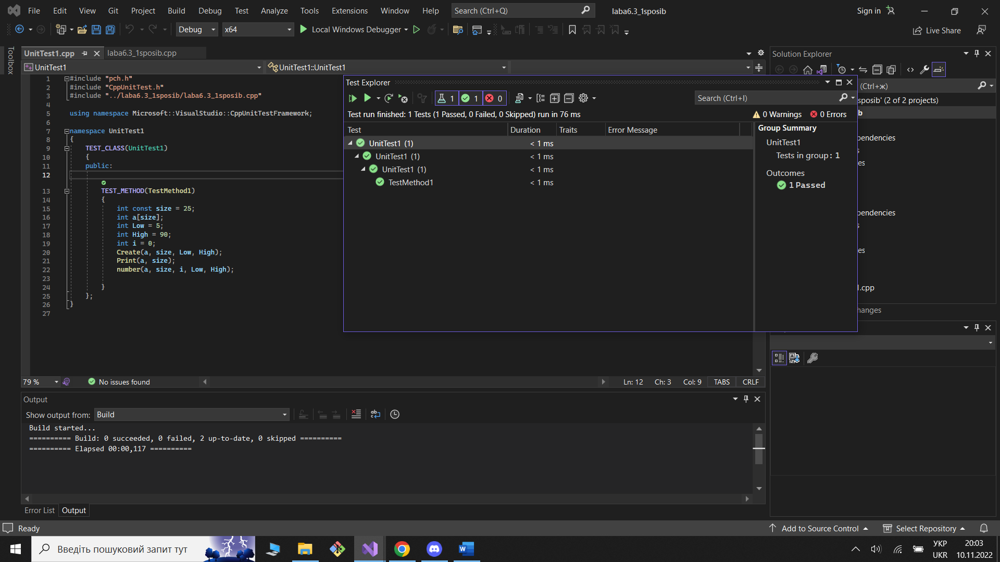 File Edit View Git Project Build Debug Test Analyze Tools Extensions Window Help Search (Ctrl+Q) laba6.3_1sposib Sign in
Debug x64 Local Windows Debugger Live Share
Toolbox
UnitTest1.cpp laba6.3_1sposib.cpp
UnitTest1 UnitTest1::UnitTest1
1 #include "pch.h"
2 #include "CppUnitTest.h"
3 #include "../laba6.3_1sposib/laba6.3_1sposib.cpp"
4
5 using namespace Microsoft::VisualStudio::CppUnitTestFramework;
6
7 namespace UnitTest1
8 {
9 TEST_CLASS(UnitTest1)
10 {
11 public:
12
13 TEST_METHOD(TestMethod1)
14 {
15 int const size = 25;
16 int a[size];
17 int Low = 5;
18 int High = 90;
19 int i = 0;
20 Create(a, size, Low, High);
21 Print(a, size);
22 number(a, size, i, Low, High);
23
24 }
25 };
26 }
27
Test Explorer
1 1 0 Search (Ctrl+I)
Test run finished: 1 Tests (1 Passed, 0 Failed, 0 Skipped) run in 76 ms 0 Warnings 0 Errors
Test Duration Traits Error Message
UnitTest1 (1) < 1 ms
UnitTest1 (1) < 1 ms
UnitTest1 (1) < 1 ms
TestMethod1 < 1 ms
Group Summary
UnitTest1
Tests in group: 1
Outcomes
1 Passed
Solution Explorer
(Ctrl+ж)
sposib' (2 of 2 projects)
b
pendencies
s
es
pendencies
s
es
l.cpp
hanges
79 % No issues found Ln: 12 Ch: 3 Col: 9 TABS CRLF
Output
Show output from: Build
Build started...
========== Build: 0 succeeded, 0 failed, 2 up-to-date, 0 skipped ==========
========== Elapsed 00:00,117 ==========
Error List Output
Ready Add to Source Control Select Repository
Введіть пошуковий запит тут
УКР
UKR
20:03
10.11.2022